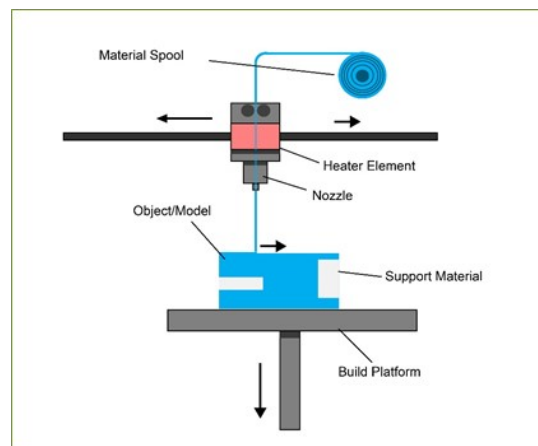 Material Spool
Heater Element
Nozzle
Object/Model
Support Material
Build Platform